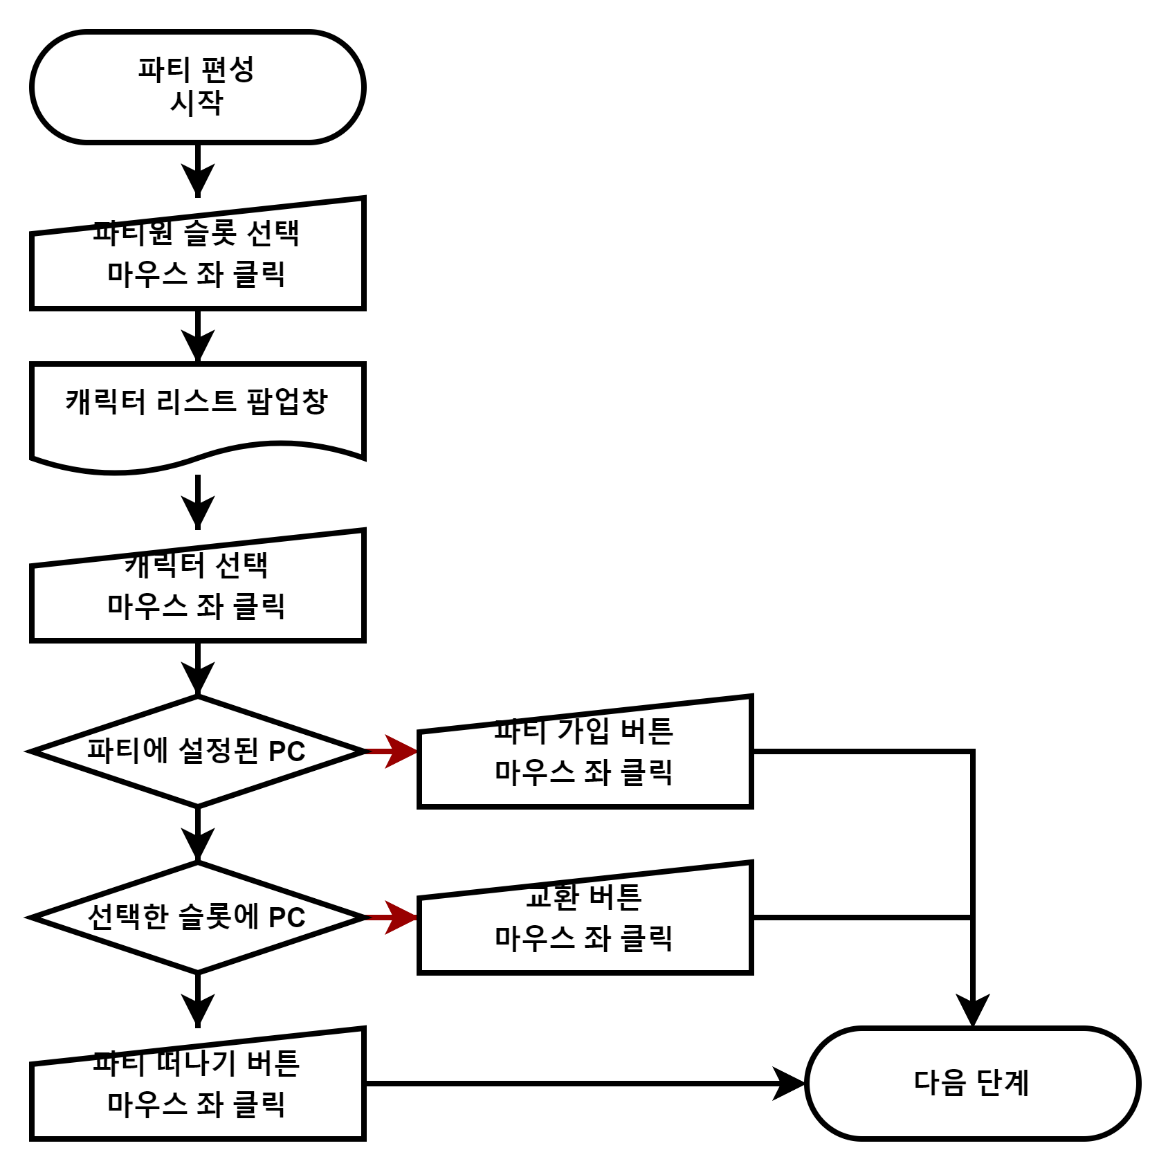 파티 편성
시작
파티원 슬롯 선택
마우스 좌 클릭
캐릭터 리스트 팝업창
캐릭터 선택
마우스 좌 클릭
파티에 설정된 PC
파티 가입 버튼
마우스 좌 클릭
선택한 슬롯에 PC
교환 버튼
마우스 좌 클릭
파티 떠나기 버튼
마우스 좌 클릭
다음 단계